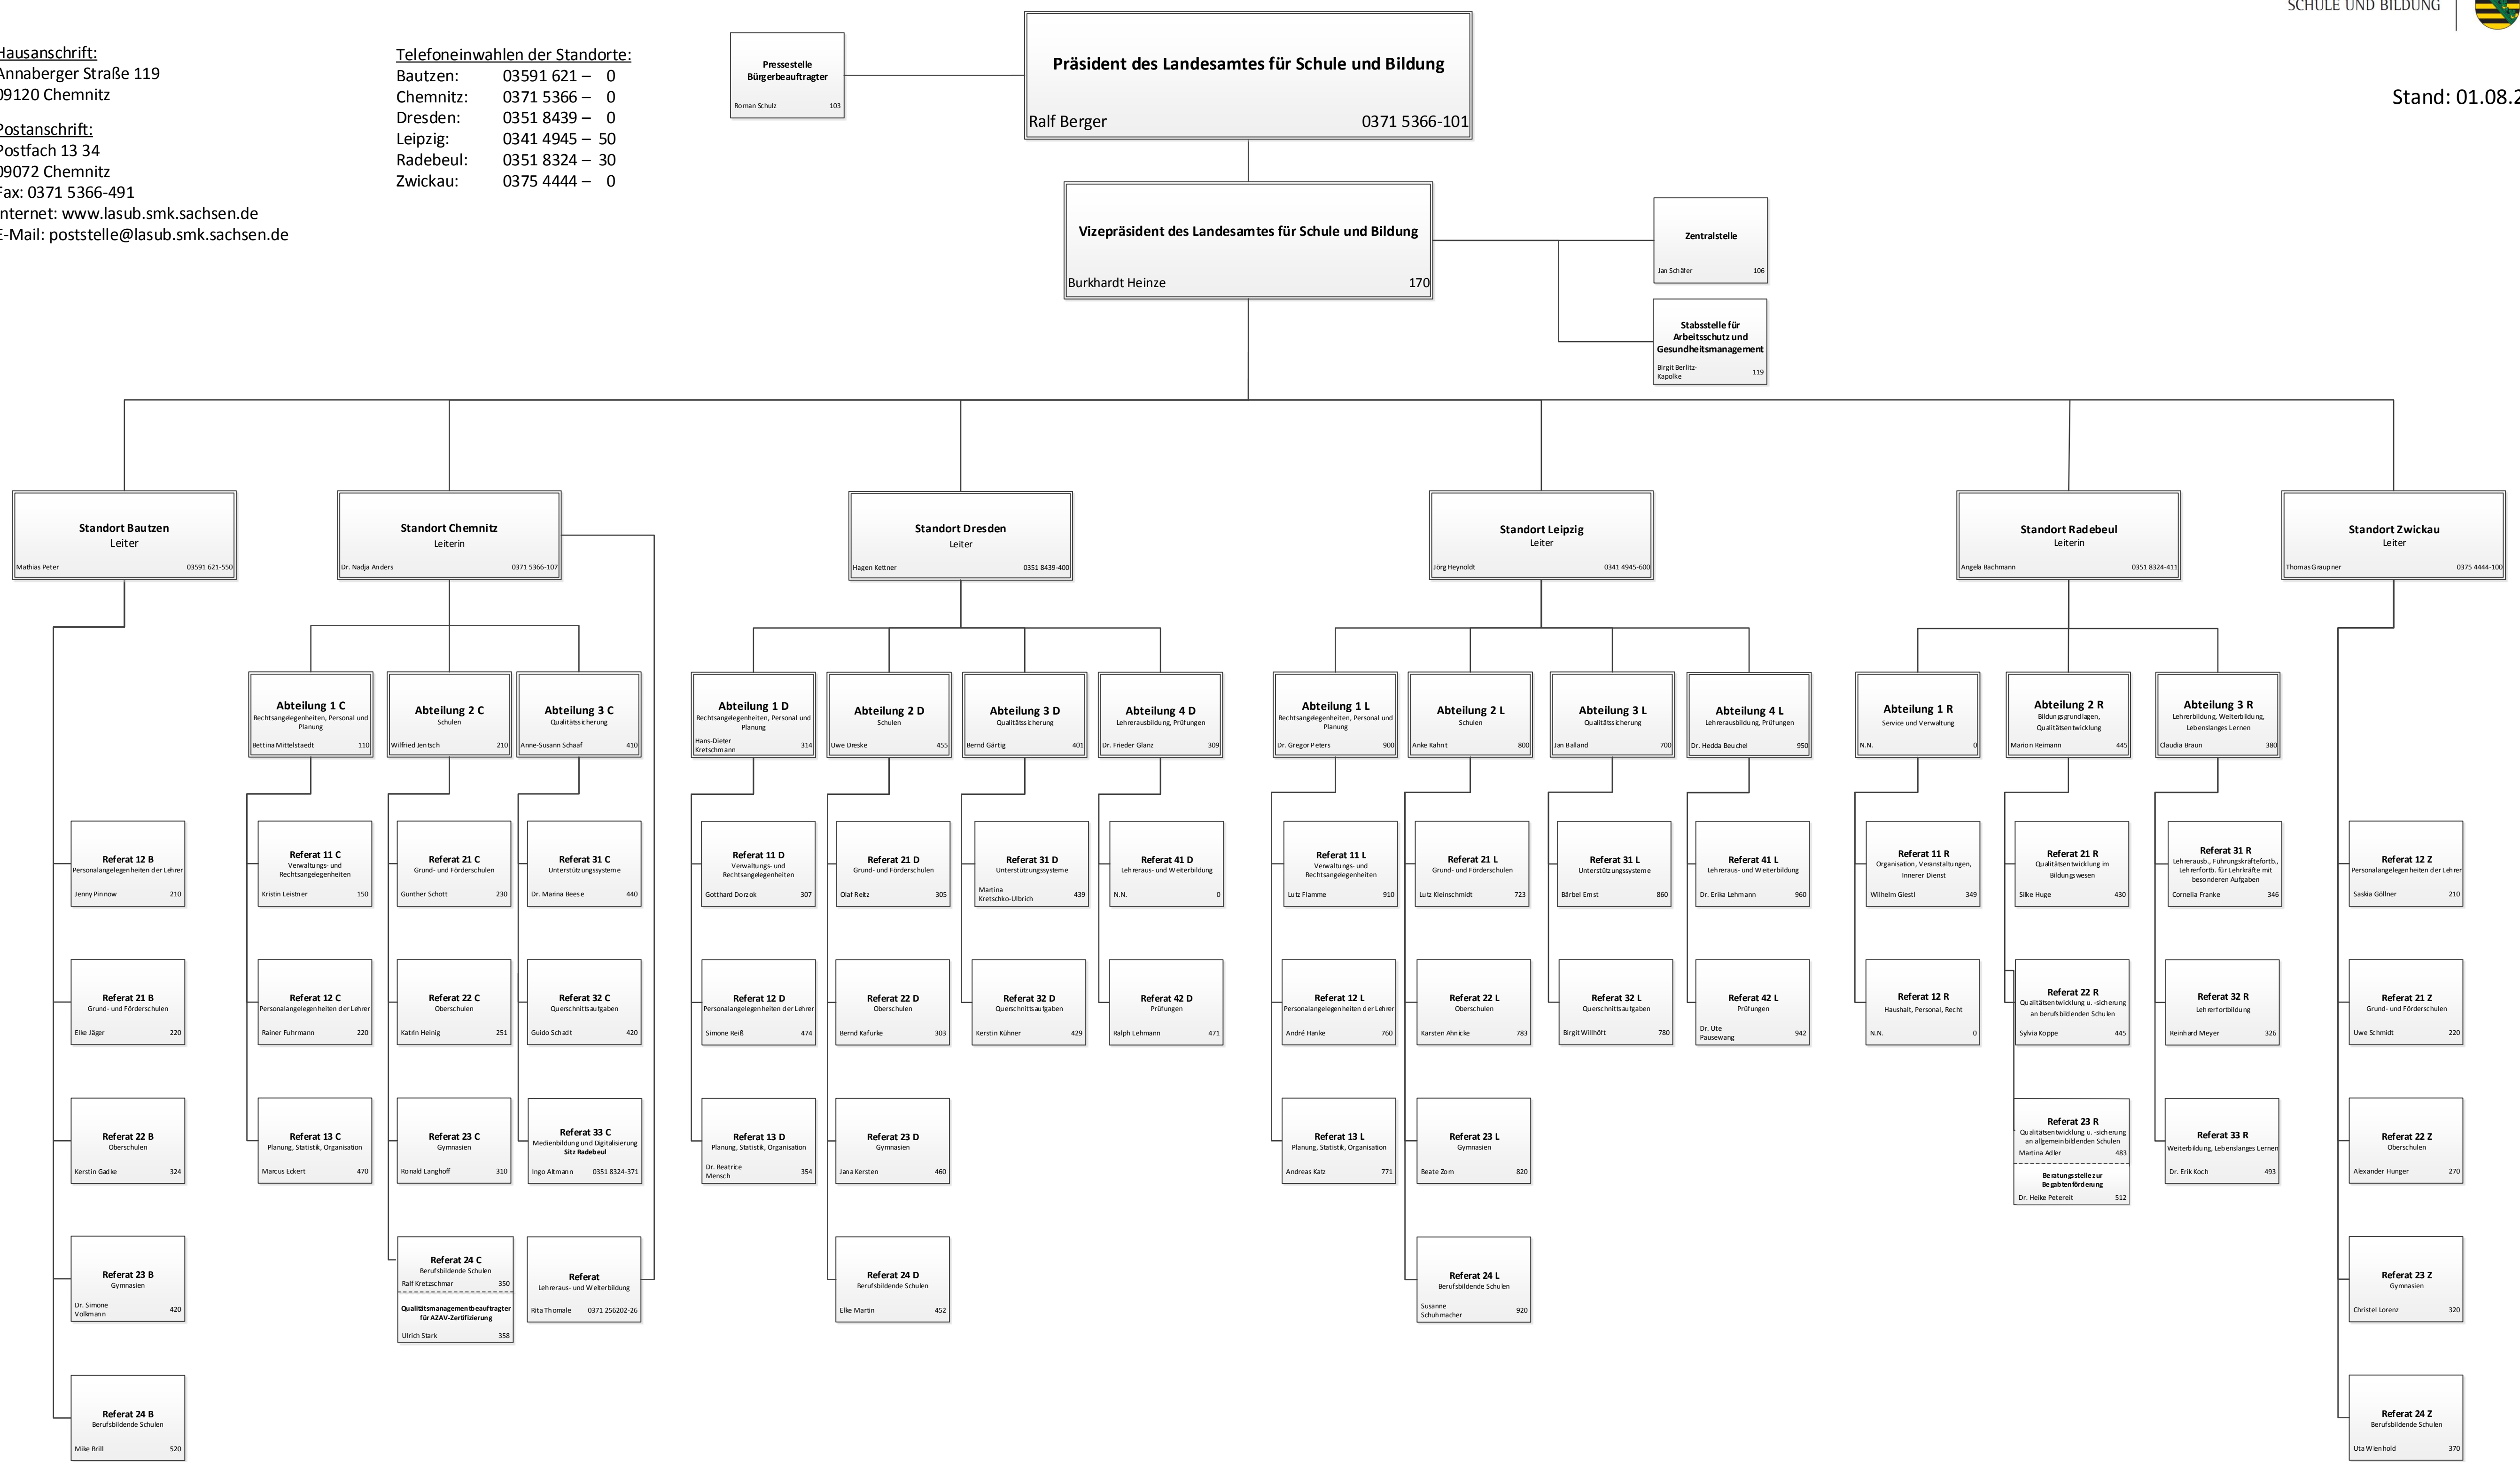 SCHULE UND BILDUNG
Hausanschrift:
Annaberger Straße 119
09120 Chemnitz
Postanschrift:
Postfach 13 34
09072 Chemnitz
Fax: 0371 5366-491
Internet: www.lasub.smk.sachsen.de
E-Mail: poststelle@lasub.smk.sachsen.de
Telefoneinwahlen der Standorte:
Bautzen: 03591 621 – 0
Chemnitz: 0371 5366 – 0
Dresden: 0351 8439 – 0
Leipzig: 0341 4945 – 50
Radebeul: 0351 8324 – 30
Zwickau: 0375 4444 – 0
Pressestelle
Bürgerbeauftragter
Roman Schulz 103
Präsident des Landesamtes für Schule und Bildung
Ralf Berger 0371 5366-101
Stand: 01.08.2
Vizepräsident des Landesamtes für Schule und Bildung
Burkhardt Heinze 170
Zentralstelle
Jan Schäfer 106
Stabsstelle für
Arbeitsschutz und
Gesundheitsmanagement
Birgit Berlitz-
Kapolke 119
Standort Bautzen
Leiter
Mathias Peter 03591 621-550
Standort Chemnitz
Leiterin
Dr. Nadja Anders 0371 5366-107
Standort Dresden
Leiter
Hagen Kettner 0351 8439-400
Standort Leipzig
Leiter
Jörg Heynoldt 0341 4945-600
Standort Radebeul
Leiterin
Angela Bachmann 0351 8324-411
Standort Zwickau
Leiter
Thomas Graupner 0375 4444-100
Abteilung 1 C
Rechtsangelegenheiten, Personal und
Planung
Bettina Mittelstaedt 110
Abteilung 2 C
Schulen
Wilfried Jentsch 210
Abteilung 3 C
Qualitätssicherung
Anne-Susann Schaaf 410
Abteilung 1 D
Rechtsangelegenheiten, Personal und
Planung
Hans-Dieter
Kretschmann 314
Abteilung 2 D
Schulen
Uwe Dreske 455
Abteilung 3 D
Qualitätssicherung
Bernd Gärtig 401
Abteilung 4 D
Lehrerausbildung, Prüfungen
Dr. Frieder Glanz 309
Abteilung 1 L
Rechtsangelegenheiten, Personal und
Planung
Dr. Gregor Peters 900
Abteilung 2 L
Schulen
Anke Kahnt 800
Abteilung 3 L
Qualitätssicherung
Jan Balland 700
Abteilung 4 L
Lehrerausbildung, Prüfungen
Dr. Hedda Beuchel 950
Abteilung 1 R
Service und Verwaltung
N.N. 0
Abteilung 2 R
Bildungsgrundlagen,
Qualitätsentwicklung
Marion Reimann 445
Abteilung 3 R
Lehrerbildung, Weiterbildung,
Lebenslanges Lernen
Claudia Braun 380
Referat 12 B
Personalangelegenheiten der Lehrer
Jenny Pinnow 210
Referat 11 C
Verwaltungs- und
Rechtsangelegenheiten
Kristin Leistner 150
Referat 21 C
Grund- und Förderschulen
Gunther Schott 230
Referat 31 C
Unterstützungssysteme
Dr. Marina Beese 440
Referat 11 D
Verwaltungs- und
Rechtsangelegenheiten
Gotthard Dorzok 307
Referat 21 D
Grund- und Förderschulen
Olaf Reitz 305
Referat 31 D
Unterstützungssysteme
Martina
Kretschko-Ulbrich 439
Referat 41 D
Lehreraus- und Weiterbildung
N.N. 0
Referat 11 L
Verwaltungs- und
Rechtsangelegenheiten
Lutz Flamme 910
Referat 21 L
Grund- und Förderschulen
Lutz Kleinschmidt 723
Referat 31 L
Unterstützungssysteme
Bärbel Ernst 860
Referat 41 L
Lehreraus- und Weiterbildung
Dr. Erika Lehmann 960
Referat 11 R
Organisation, Veranstaltungen,
Innerer Dienst
Wilhelm Giestl 349
Referat 21 R
Qualitätsentwicklung im
Bildungswesen
Silke Huge 430
Referat 31 R
Lehrerausb., Führungskräftefortb.,
Lehrerfortb. für Lehrkräfte mit
besonderen Aufgaben
Cornelia Franke 346
Referat 12 Z
Personalangelegenheiten der Lehrer
Saskia Göllner 210
Referat 21 B
Grund- und Förderschulen
Elke Jäger 220
Referat 12 C
Personalangelegenheiten der Lehrer
Rainer Fuhrmann 220
Referat 22 C
Oberschulen
Katrin Heinig 251
Referat 32 C
Querschnittsaufgaben
Guido Schadt 420
Referat 12 D
Personalangelegenheiten der Lehrer
Simone Reiß 474
Referat 22 D
Oberschulen
Bernd Kafurke 303
Referat 32 D
Querschnittsaufgaben
Kerstin Kühner 429
Referat 42 D
Prüfungen
Ralph Lehmann 471
Referat 12 L
Personalangelegenheiten der Lehrer
André Hanke 760
Referat 22 L
Oberschulen
Karsten Ahnicke 783
Referat 32 L
Querschnittsaufgaben
Birgit Willhöft 780
Referat 42 L
Prüfungen
Dr. Ute
Pausewang 942
Referat 12 R
Haushalt, Personal, Recht
N.N. 0
Referat 22 R
Qualitätsentwicklung u. -sicherung
an berufsbildenden Schulen
Sylvia Koppe 445
Referat 32 R
Lehrerfortbildung
Reinhard Meyer 326
Referat 21 Z
Grund- und Förderschulen
Uwe Schmidt 220
Referat 22 B
Oberschulen
Kerstin Gadke 324
Referat 13 C
Planung, Statistik, Organisation
Marcus Eckert 470
Referat 23 C
Gymnasien
Ronald Langhoff 310
Referat 33 C
Medienbildung und Digitalisierung
Sitz Radebeul
Ingo Altmann 0351 8324-371
Referat 13 D
Planung, Statistik, Organisation
Dr. Beatrice
Mensch 354
Referat 23 D
Gymnasien
Jana Kersten 460
Referat 13 L
Planung, Statistik, Organisation
Andreas Katz 771
Referat 23 L
Gymnasien
Beate Zorn 820
Referat 23 R
Qualitätsentwicklung u. -sicherung
an allgemeinbildenden Schulen
Martina Adler 483
Beratungsstelle zur
Begabtenförderung
Dr. Heike Petereit 512
Referat 33 R
Weiterbildung, Lebenslanges Lernen
Dr. Erik Koch 493
Referat 22 Z
Oberschulen
Alexander Hunger 270
Referat 23 B
Gymnasien
Dr. Simone
Volkmann 420
Referat 24 C
Berufsbildende Schulen
Ralf Kretzschmar 350
Qualitätsmanagementbeauftragter
für AZAV-Zertifizierung
Ulrich Stark 358
Referat
Lehreraus- und Weiterbildung
Rita Thomale 0371 256202-26
Referat 24 D
Berufsbildende Schulen
Elke Martin 452
Referat 24 L
Berufsbildende Schulen
Susanne
Schuhmacher 920
Referat 23 Z
Gymnasien
Christel Lorenz 320
Referat 24 B
Berufsbildende Schulen
Mike Brill 520
Referat 24 Z
Berufsbildende Schulen
Uta Wienhold 370